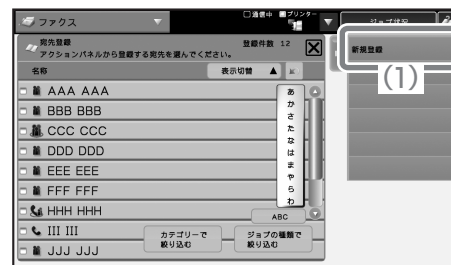 ファクス
通信中 プリンター
ジョブ状況
宛先登録
アクションパネルから登録する宛先を選んでください。
登録件数 12
新規登録
(1)
名称
表示切替
AAA AAA
BBB BBB
CCC CCC
DDD DDD
EEE EEE
FFF FFF
HHH HHH
III III
JJJ JJJ
あ
か
さ
た
な
は
ま
や
ら
わ
ABC
カテゴリーで
絞り込む
ジョブの種類で
絞り込む